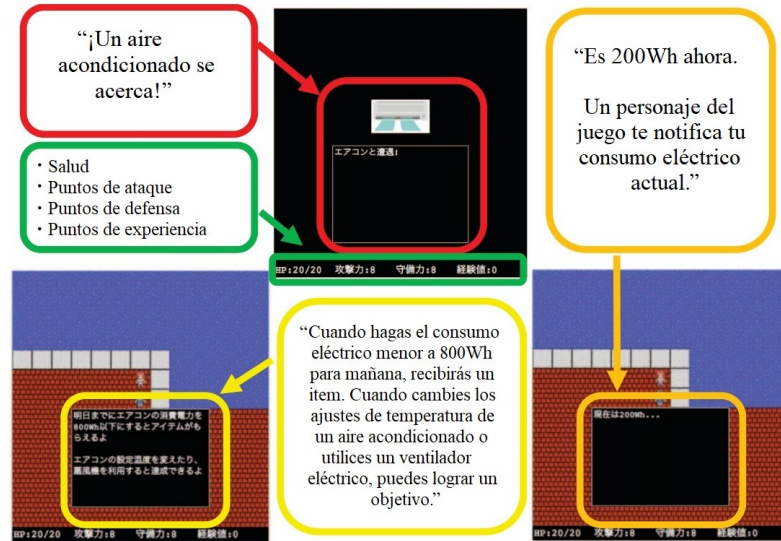 “¡Un aire
acondicionado se
acerca!”
・Salud
・Puntos de ataque
・Puntos de defensa
・Puntos de experiencia
エアコンと遭遇!
HP:20/20 攻撃力:8 守備力:8 経験値:0
“Es 200Wh ahora.
Un personaje del
juego te notifica tu
consumo eléctrico
actual.”
明日までにエアコンの消費電力を
800Wh以下にするとアイテムがも
らえるよ
エアコンの設定温度を変えたり、
扇風機を利用すると達成できるよ
HP:20/20 攻撃力:8 守備力:8 経験値:0
“Cuando hagas el consumo
eléctrico menor a 800Wh
para mañana, recibirás un
item. Cuando cambies los
ajustes de temperatura de
un aire acondicionado o
utilices un ventilador
eléctrico, puedes lograr un
objetivo.”
現在は200Wh...
HP:20/20 攻撃力:8 守備力:8 経験値:0